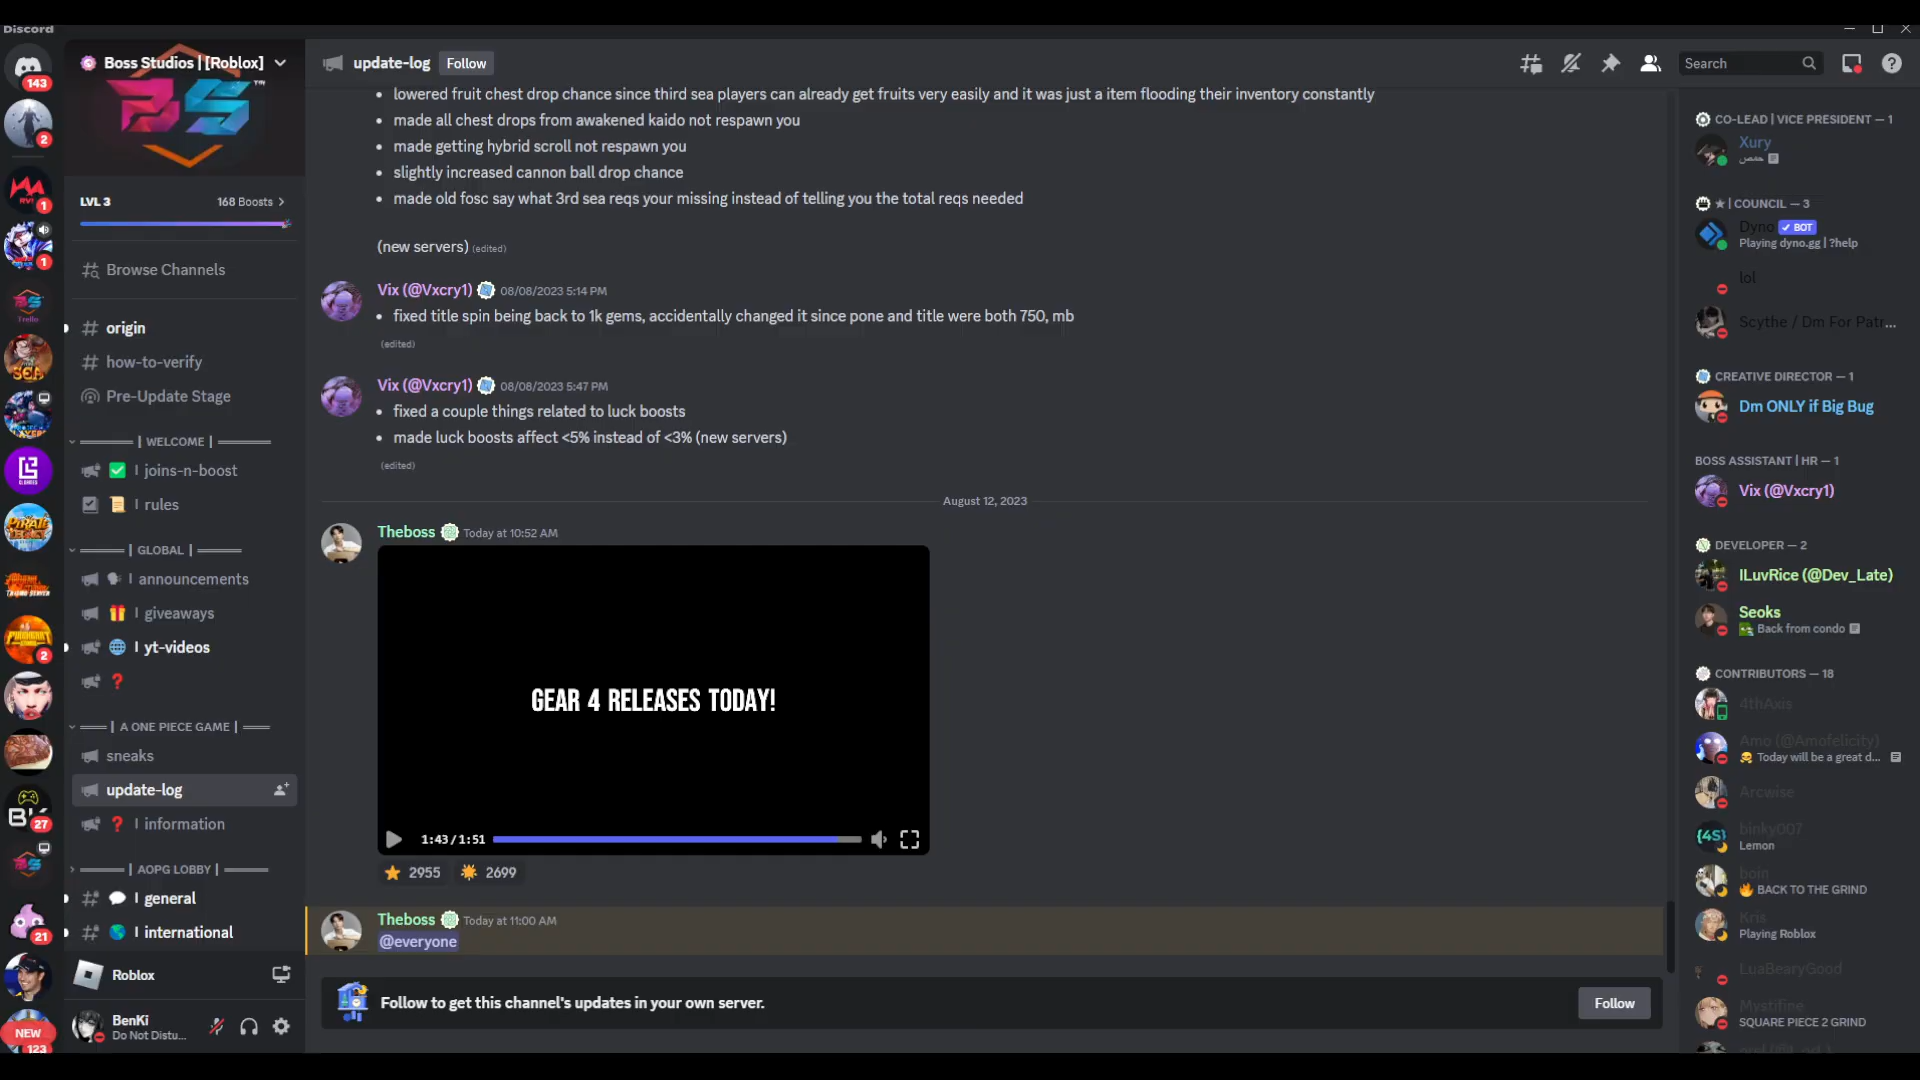 Discord
Boss Studios | [Roblox]
LVL 3
168 Boosts
Browse Channels
origin
how-to-verify
Pre-Update Stage
═══ | WELCOME | ═══
✅ | joins-n-boost
📜 | rules
═══ | GLOBAL | ═══
🗣 | announcements
🎁 | giveaways
🌐 | yt-videos
❓
═══ | A ONE PIECE GAME | ═══
sneaks
update-log
❓ | information
═══ | AOPG LOBBY | ═══
💬 | general
🌎 | international
Roblox
BenKi
Do Not Distu...
143
2
1
1
Trello
2
27
21
NEW
123
update-log
Follow
Search
• lowered fruit chest drop chance since third sea players can already get fruits very easily and it was just a item flooding their inventory constantly
• made all chest drops from awakened kaido not respawn you
• made getting hybrid scroll not respawn you
• slightly increased cannon ball drop chance
• made old fosc say what 3rd sea reqs your missing instead of telling you the total reqs needed
(new servers) (edited)
Vix (@Vxcry1) 08/08/2023 5:14 PM
• fixed title spin being back to 1k gems, accidentally changed it since pone and title were both 750, mb
(edited)
Vix (@Vxcry1) 08/08/2023 5:47 PM
• fixed a couple things related to luck boosts
• made luck boosts affect <5% instead of <3% (new servers)
(edited)
August 12, 2023
Theboss Today at 10:52 AM
GEAR 4 RELEASES TODAY!
1:43 / 1:51
2955 2699
Theboss Today at 11:00 AM
@everyone
Follow to get this channel's updates in your own server.
Follow
CO-LEAD | VICE PRESIDENT — 1
Xury
★ | COUNCIL — 3
Dyno ✓ BOT
Playing dyno.gg | ?help
lol
Scythe / Dm For Patr...
CREATIVE DIRECTOR — 1
Dm ONLY if Big Bug
BOSS ASSISTANT | HR — 1
Vix (@Vxcry1)
DEVELOPER — 2
ILuvRice (@Dev_Late)
Seoks
Back from condo
CONTRIBUTORS — 18
4thAxis
Amo (@Amofelicity)
Today will be a great d...
Arcwise
binky007
Lemon
boin
🔥 BACK TO THE GRIND
Kris
Playing Roblox
LuaBearyGood
Mystifine
SQUARE PIECE 2 GRIND